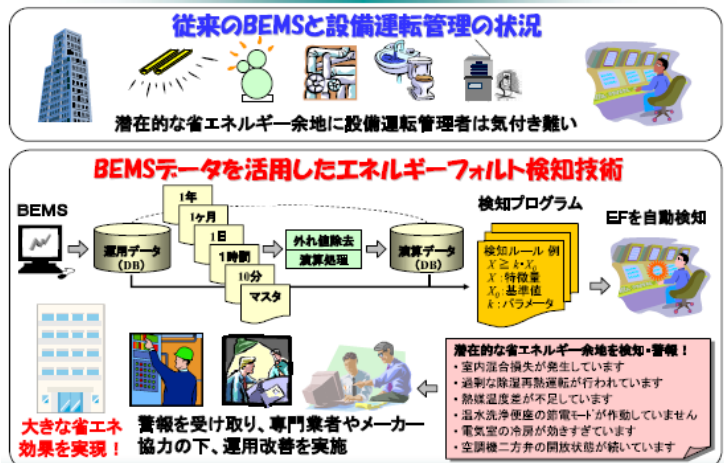 従来のBEMSと設備運転管理の状況
潜在的な省エネルギー余地に設備運転管理者は気付き難い
BEMSデータを活用したエネルギーフォルト検知技術
BEMS
運用データ
(DB)
1年
1ヶ月
1日
1時間
10分
マスタ
外れ値除去
演算処理
演算データ
(DB)
検知プログラム
検知ルール 例
X ≧ k・X₀
X:特徴量
X₀:基準値
k:パラメータ
EFを自動検知
潜在的な省エネルギー余地を検知・警報！
・室内混合損失が発生しています
・過剰な除湿再熱運転が行われています
・熱媒温度差が不足しています
・温水洗浄便座の節電モードが作動していません
・電気室の冷房が効きすぎています
・空調機二方弁の開放状態が続いています
警報を受け取り、専門業者やメーカー
協力の下、運用改善を実施
大きな省エネ
効果を実現！